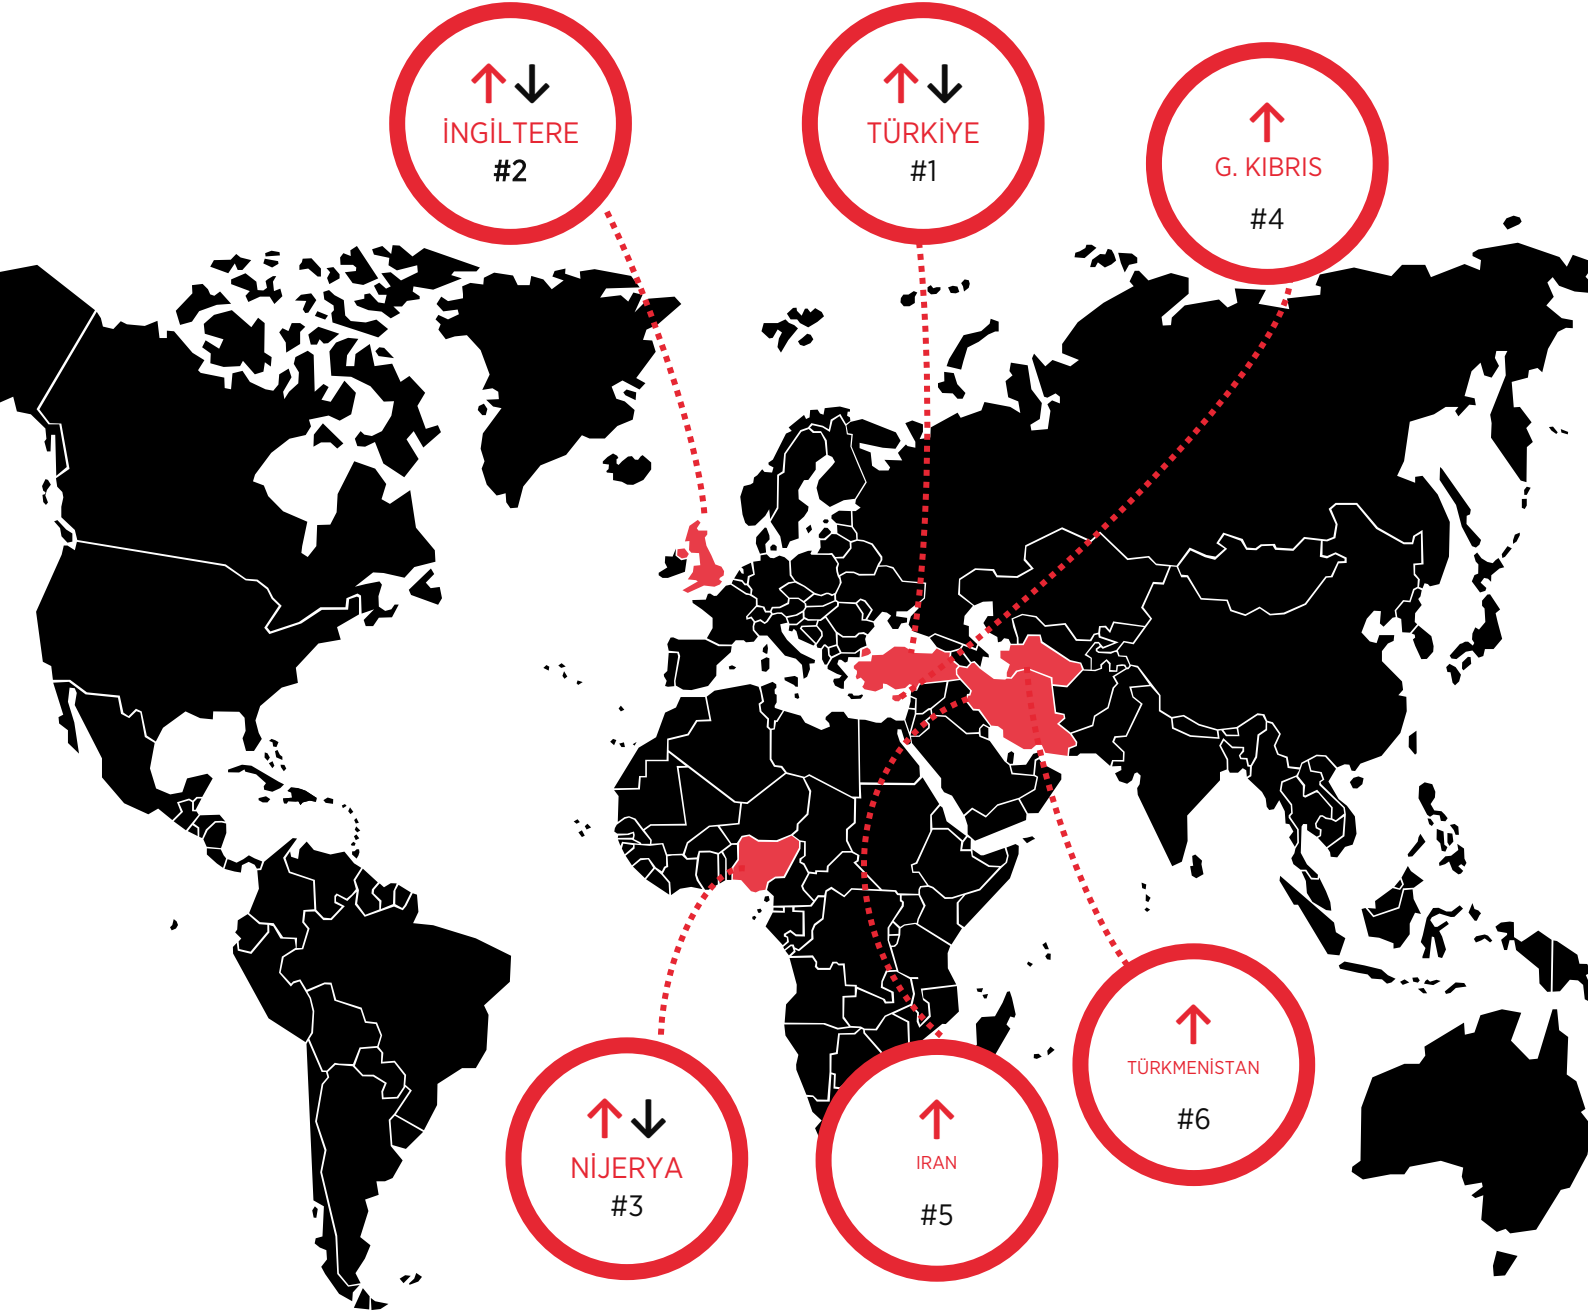 İNGİLTERE
#2
TÜRKİYE
#1
G. KIBRIS
#4
NİJERYA
#3
IRAN
#5
TÜRKMENİSTAN
#6